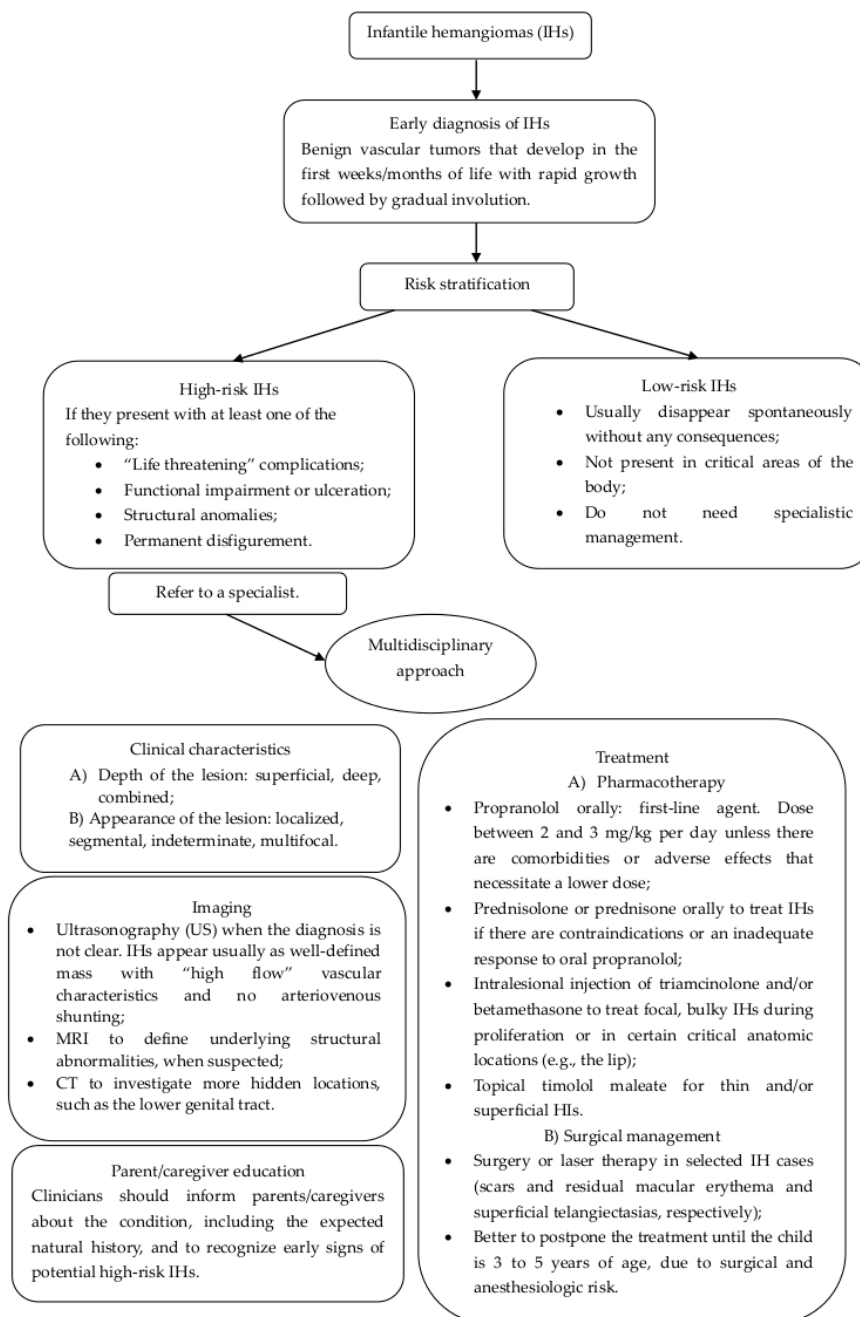 Infantile hemangiomas (IHs)
Early diagnosis of IHs
Benign vascular tumors that develop in the
first weeks/months of life with rapid growth
followed by gradual involution.
Risk stratification
High-risk IHs
If they present with at least one of the
following:
• “Life threatening” complications;
• Functional impairment or ulceration;
• Structural anomalies;
• Permanent disfigurement.
Low-risk IHs
• Usually disappear spontaneously
without any consequences;
• Not present in critical areas of the
body;
• Do not need specialistic
management.
Refer to a specialist.
Multidisciplinary
approach
Clinical characteristics
A) Depth of the lesion: superficial, deep,
combined;
B) Appearance of the lesion: localized,
segmental, indeterminate, multifocal.
Imaging
• Ultrasonography (US) when the diagnosis is
not clear. IHs appear usually as well-defined
mass with “high flow” vascular
characteristics and no arteriovenous
shunting;
• MRI to define underlying structural
abnormalities, when suspected;
• CT to investigate more hidden locations,
such as the lower genital tract.
Parent/caregiver education
Clinicians should inform parents/caregivers
about the condition, including the expected
natural history, and to recognize early signs of
potential high-risk IHs.
Treatment
A) Pharmacotherapy
• Propranolol orally: first-line agent. Dose
between 2 and 3 mg/kg per day unless there
are comorbidities or adverse effects that
necessitate a lower dose;
• Prednisolone or prednisone orally to treat IHs
if there are contraindications or an inadequate
response to oral propranolol;
• Intralesional injection of triamcinolone and/or
betamethasone to treat focal, bulky IHs during
proliferation or in certain critical anatomic
locations (e.g., the lip);
• Topical timolol maleate for thin and/or
superficial HIs.
B) Surgical management
• Surgery or laser therapy in selected IH cases
(scars and residual macular erythema and
superficial telangiectasias, respectively);
• Better to postpone the treatment until the child
is 3 to 5 years of age, due to surgical and
anesthesiologic risk.